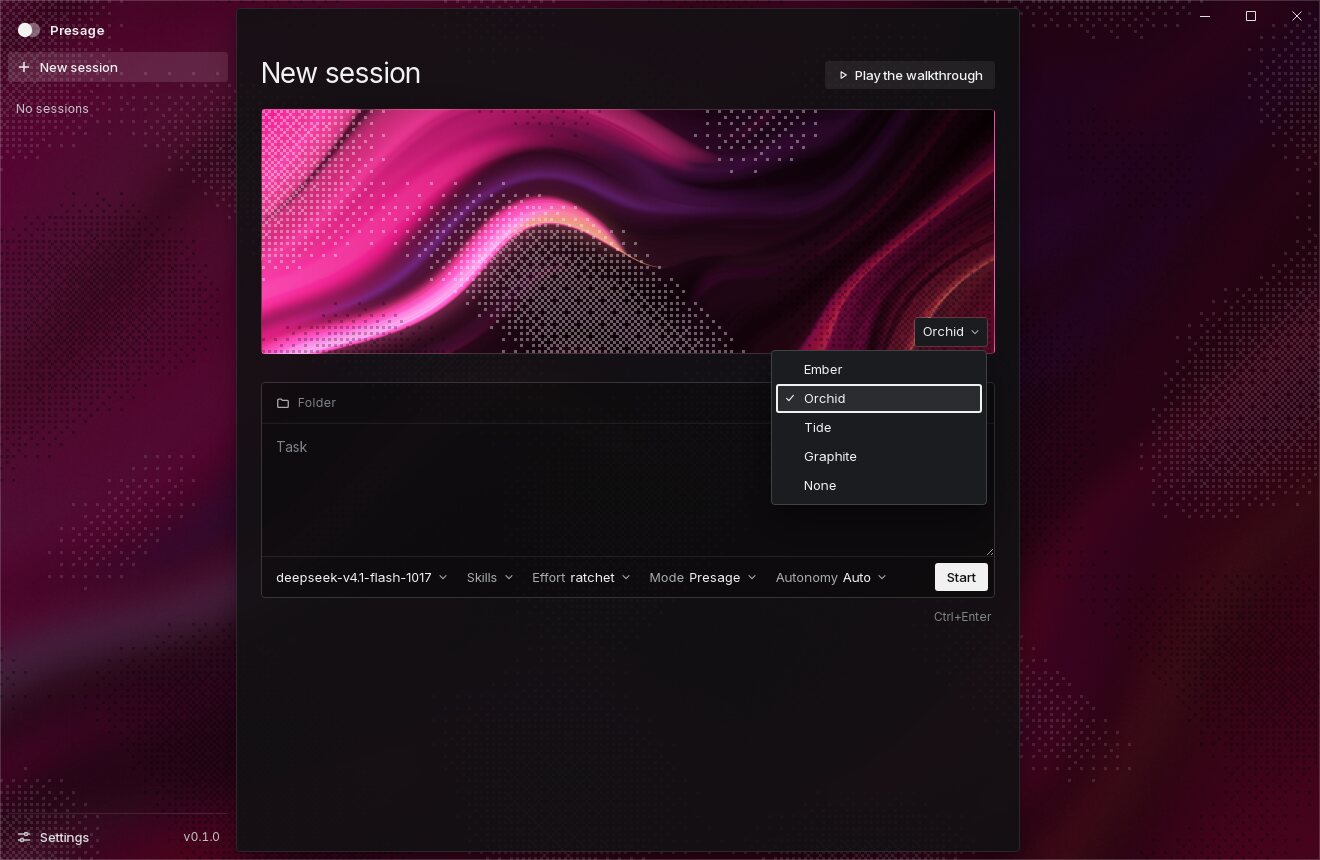 Presage
New session
No sessions
New session
Play the walkthrough
Orchid
Ember
Orchid
Tide
Graphite
None
Folder
Task
deepseek-v4.1-flash-1017 Skills Effort ratchet Mode Presage Autonomy Auto Start
Ctrl+Enter
Settings v0.1.0